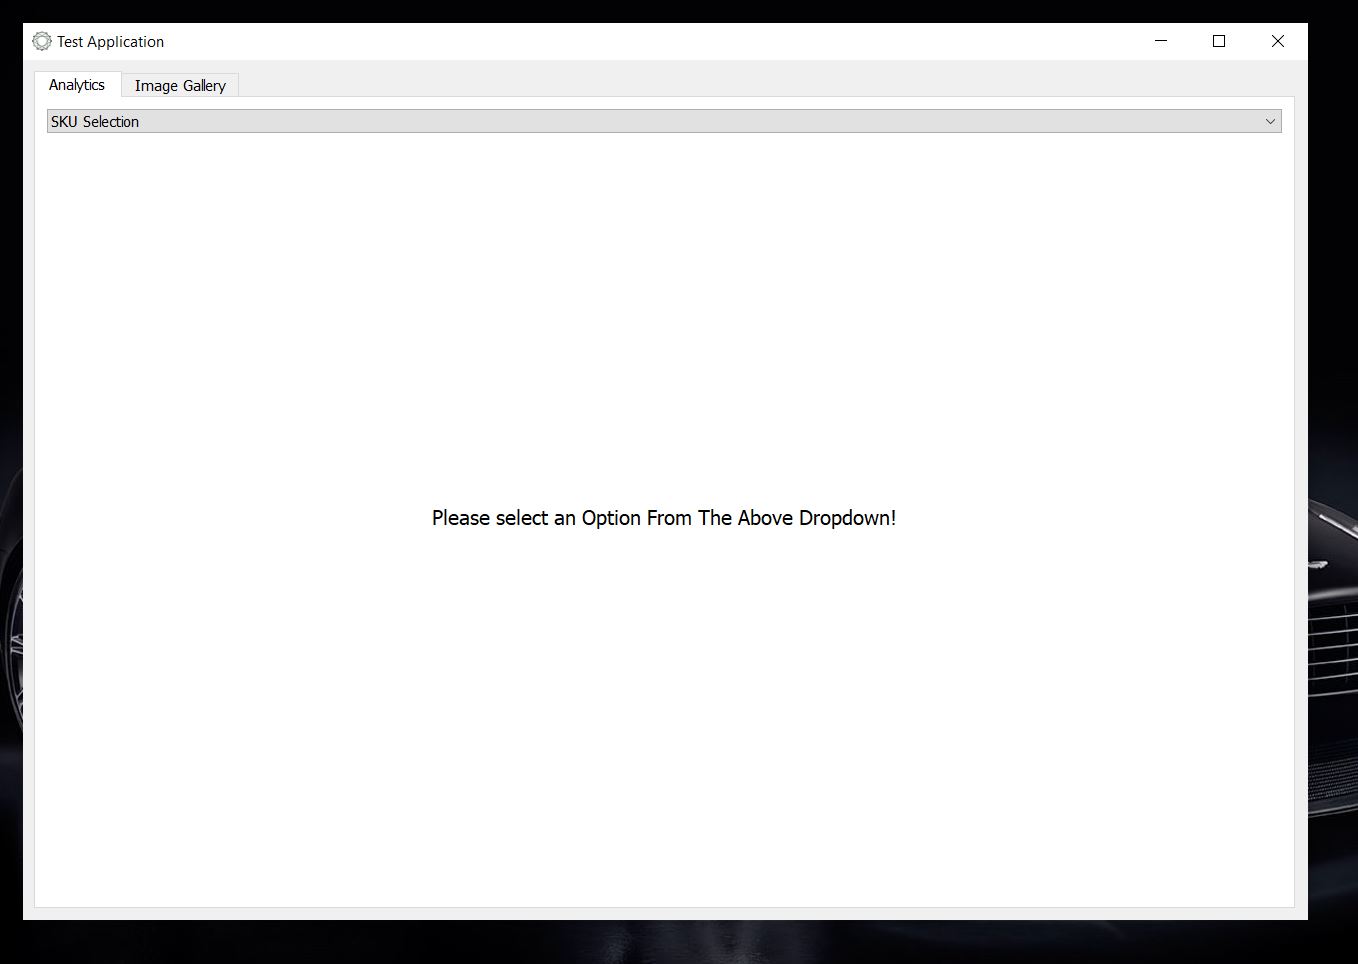 Test Application
Analytics
Image Gallery
SKU Selection
Please select an Option From The Above Dropdown!